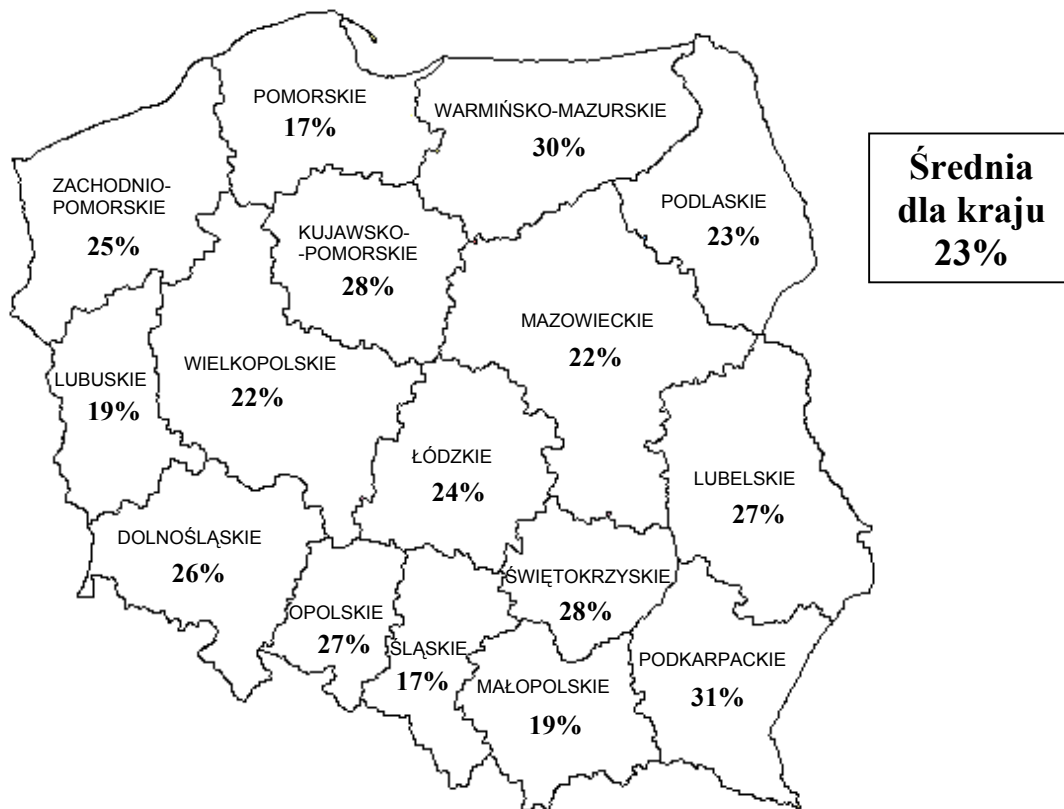 POMORSKIE
17%
WARMIŃSKO-MAZURSKIE
30%
ZACHODNIO-
POMORSKIE
25%
KUJAWSKO-
-POMORSKIE
28%
PODLASKIE
23%
Średnia
dla kraju
23%
MAZOWIECKIE
22%
WIELKOPOLSKIE
22%
LUBUSKIE
19%
ŁÓDZKIE
24%
LUBELSKIE
27%
DOLNOŚLĄSKIE
26%
ŚWIĘTOKRZYSKIE
28%
OPOLSKIE
27%
ŚLĄSKIE
17%
MAŁOPOLSKIE
19%
PODKARPACKIE
31%